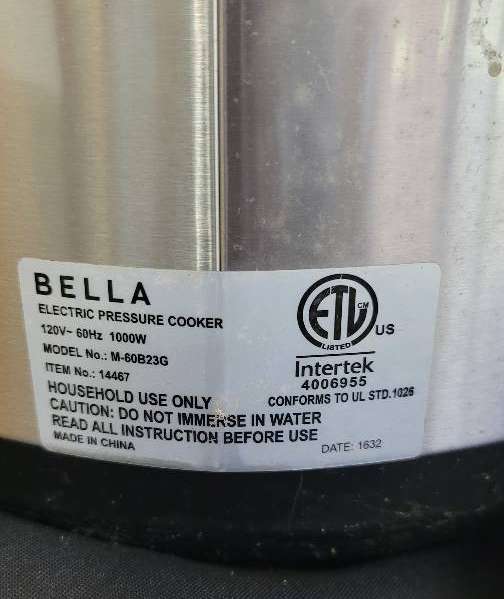 BELLA
ELECTRIC PRESSURE COOKER
120V~ 60Hz 1000W
MODEL No.: M-60B23G
ITEM No.: 14467
HOUSEHOLD USE ONLY
CAUTION: DO NOT IMMERSE IN WATER
READ ALL INSTRUCTION BEFORE USE
MADE IN CHINA
ETL CM
LISTED
US
Intertek
4006955
CONFORMS TO UL STD.1026
DATE: 1632